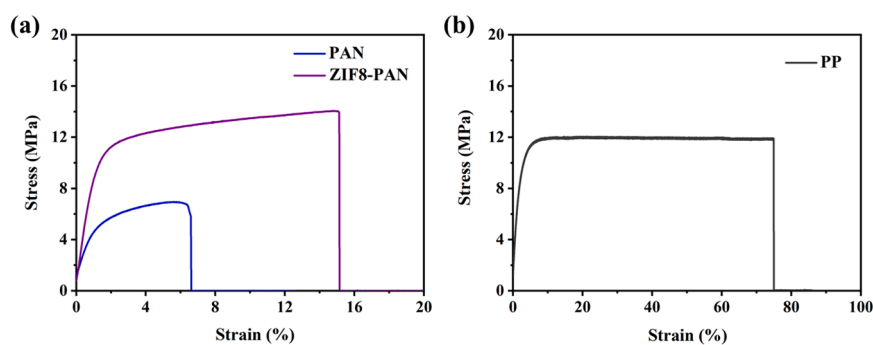 (a)
PAN
ZIF8-PAN
Stress (MPa)
20
16
12
8
4
0
0 4 8 12 16 20
Strain (%)
(b)
PP
Stress (MPa)
20
16
12
8
4
0
0 20 40 60 80 100
Strain (%)